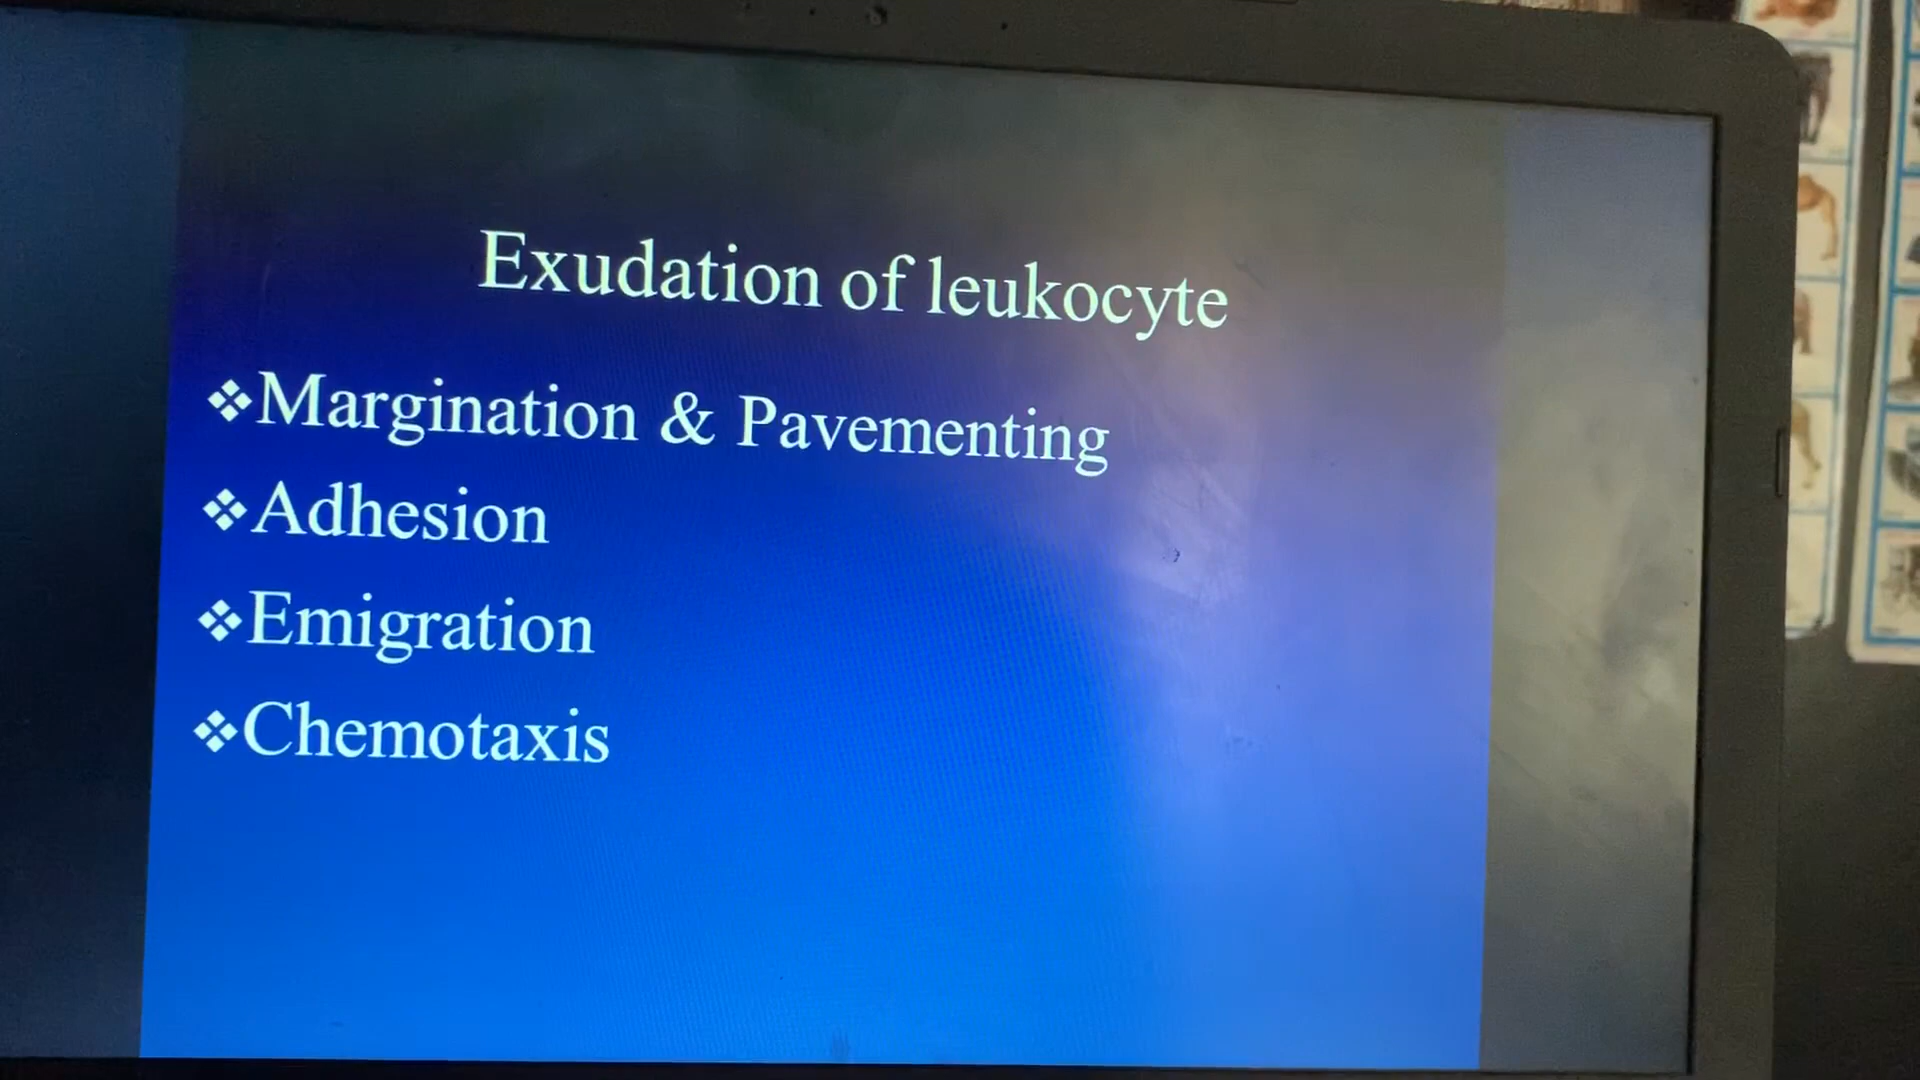 Exudation of leukocyte
❖Margination & Pavementing
❖Adhesion
❖Emigration
❖Chemotaxis